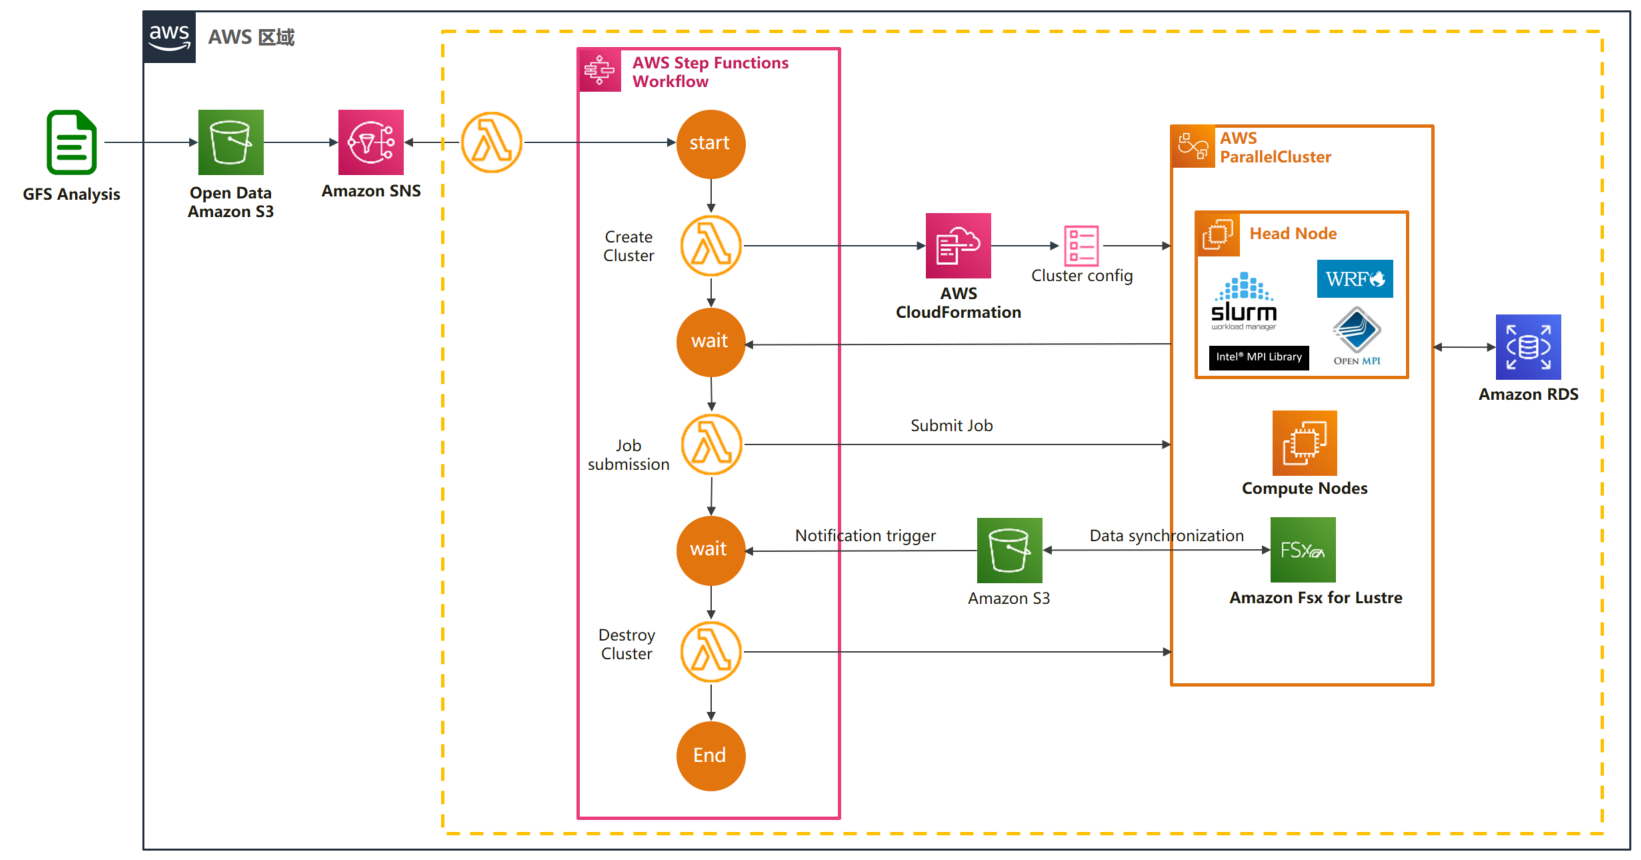 aws
AWS 区域
GFS Analysis
Open Data
Amazon S3
Amazon SNS
AWS Step Functions
Workflow
start
Create
Cluster
wait
Job
submission
wait
Destroy
Cluster
End
AWS
CloudFormation
Cluster config
Submit Job
Notification trigger
Amazon S3
Data synchronization
AWS
ParallelCluster
Head Node
slurm
workload manager
WRF
Intel® MPI Library
OPEN MPI
Compute Nodes
FSx
Amazon Fsx for Lustre
Amazon RDS